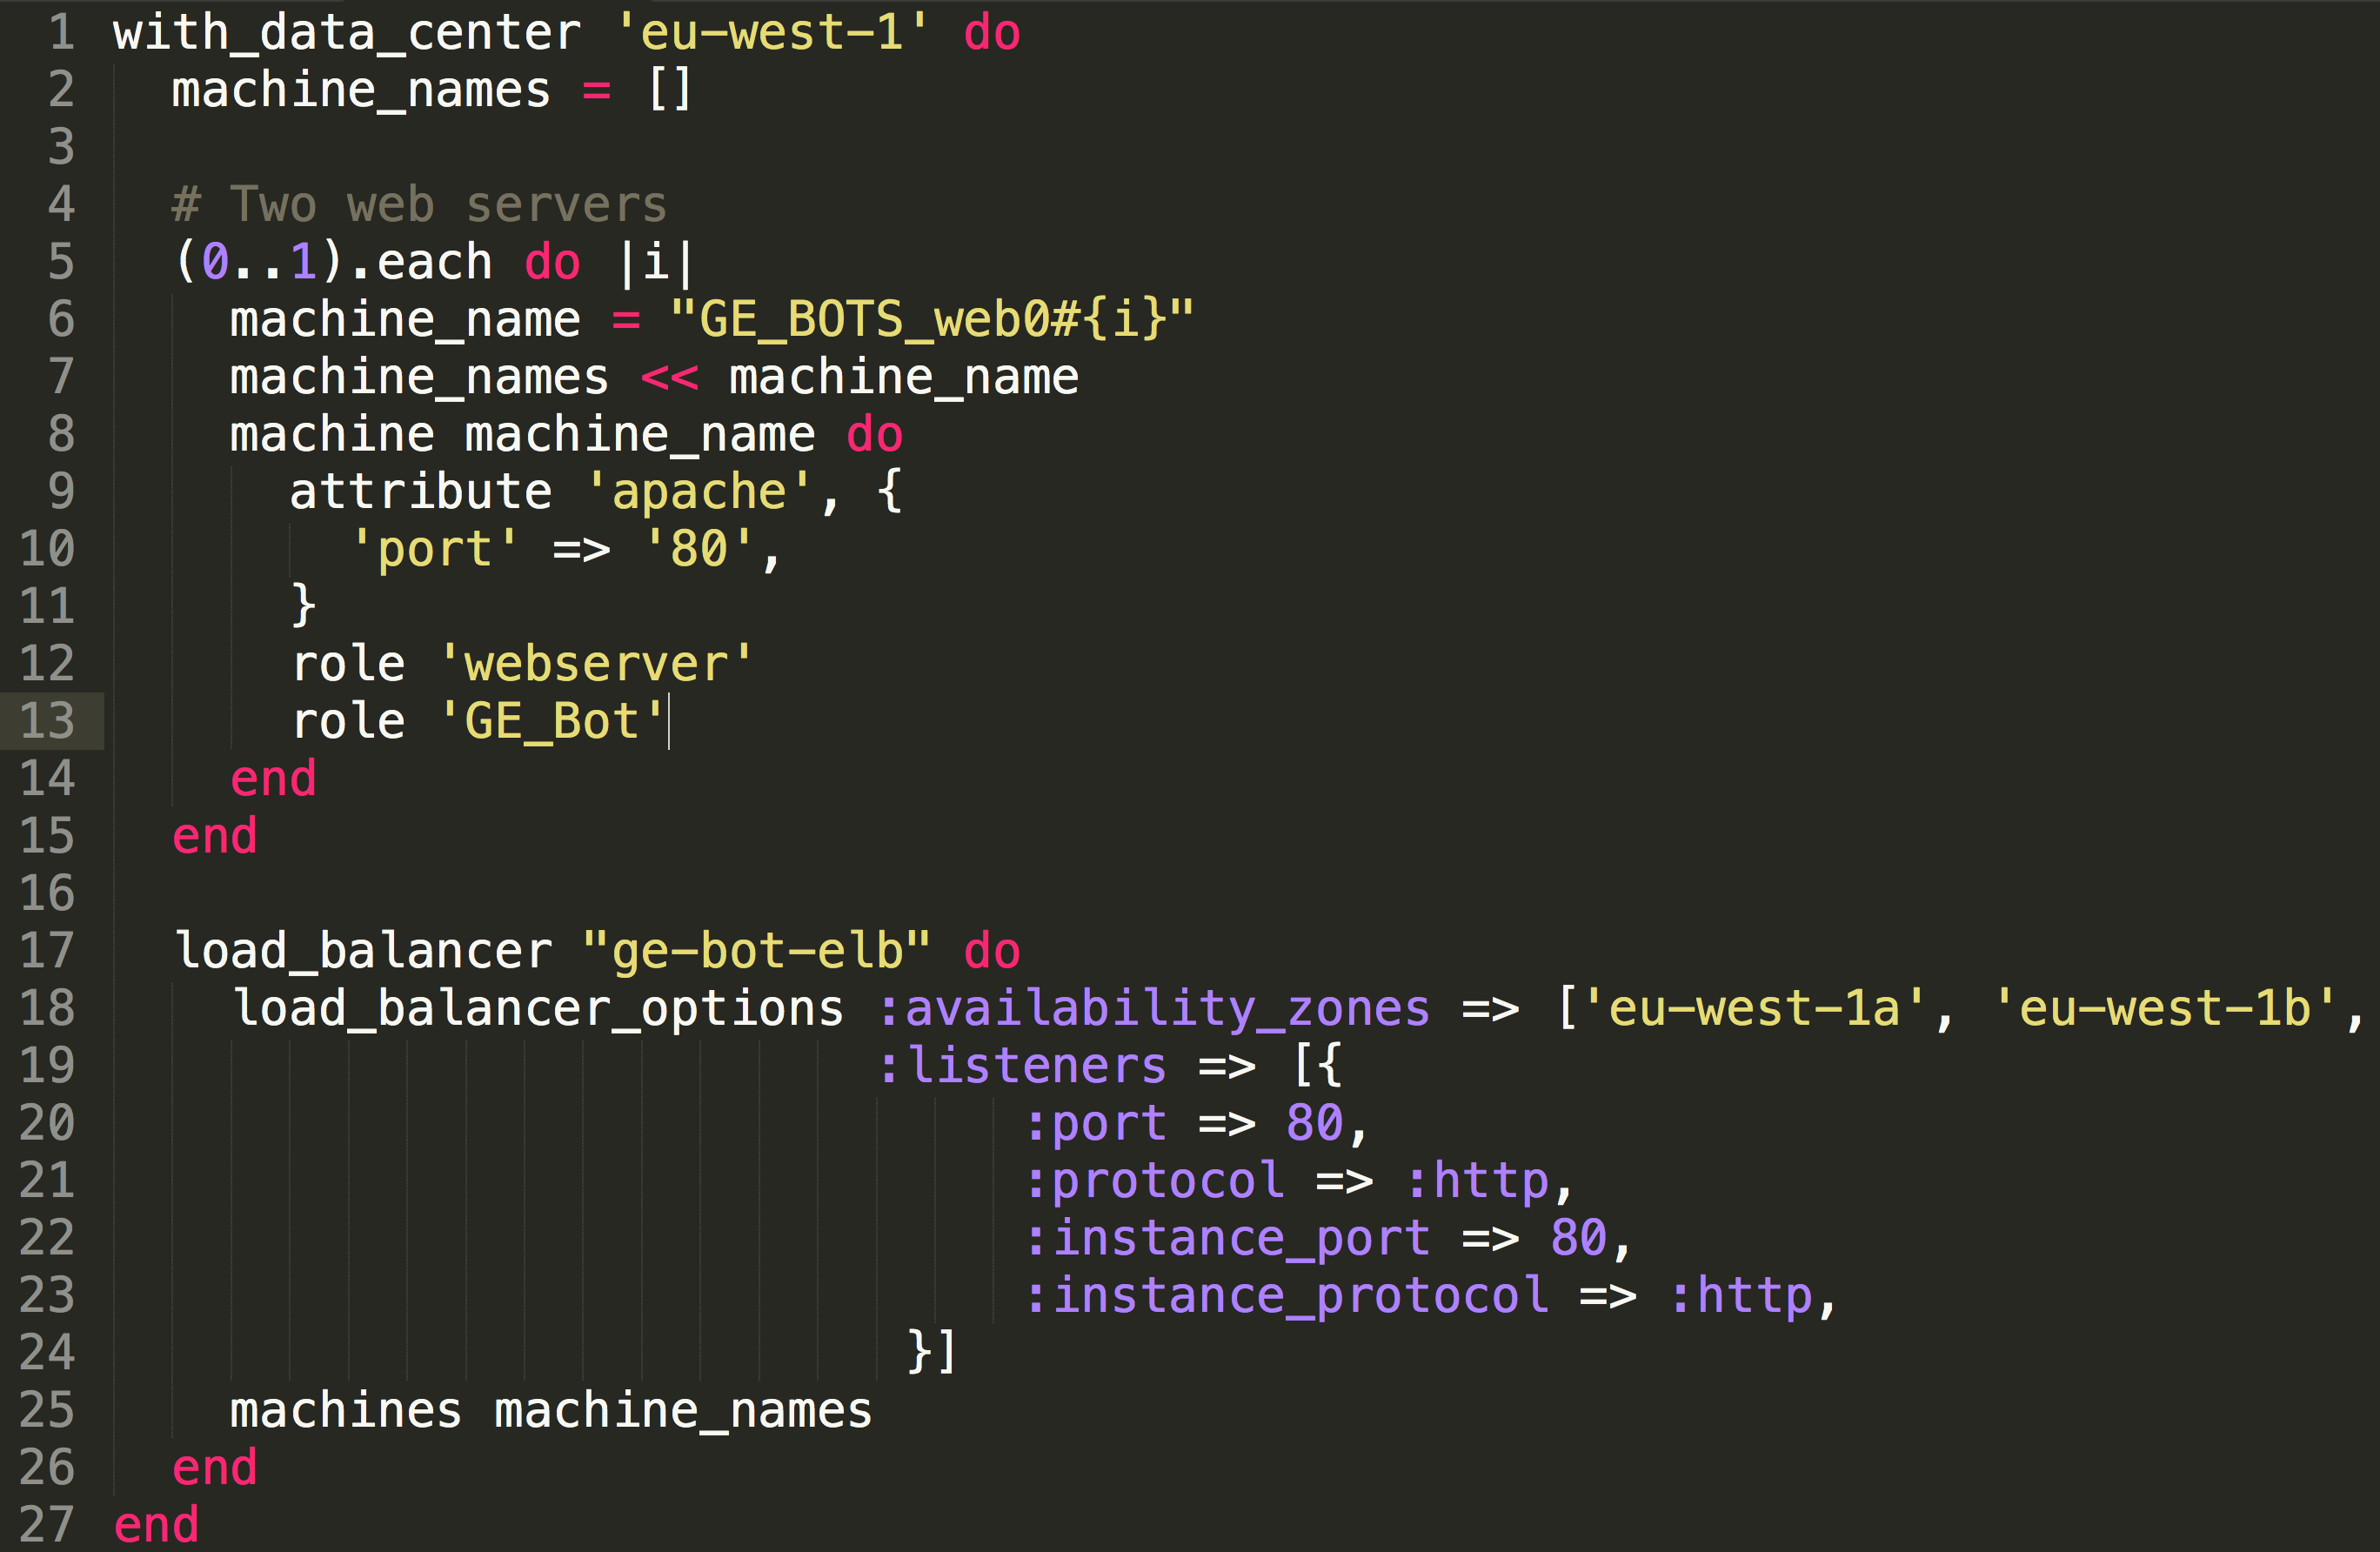 1 with_data_center 'eu-west-1' do
2   machine_names = []
3
4   # Two web servers
5   (0..1).each do |i|
6     machine_name = "GE_BOTS_web0#{i}"
7     machine_names << machine_name
8     machine machine_name do
9       attribute 'apache', {
10         'port' => '80',
11       }
12       role 'webserver'
13       role 'GE_Bot'
14     end
15   end
16
17   load_balancer "ge-bot-elb" do
18     load_balancer_options :availability_zones => ['eu-west-1a', 'eu-west-1b',
19                           :listeners => [{
20                                :port => 80,
21                                :protocol => :http,
22                                :instance_port => 80,
23                                :instance_protocol => :http,
24                            }]
25     machines machine_names
26   end
27 end